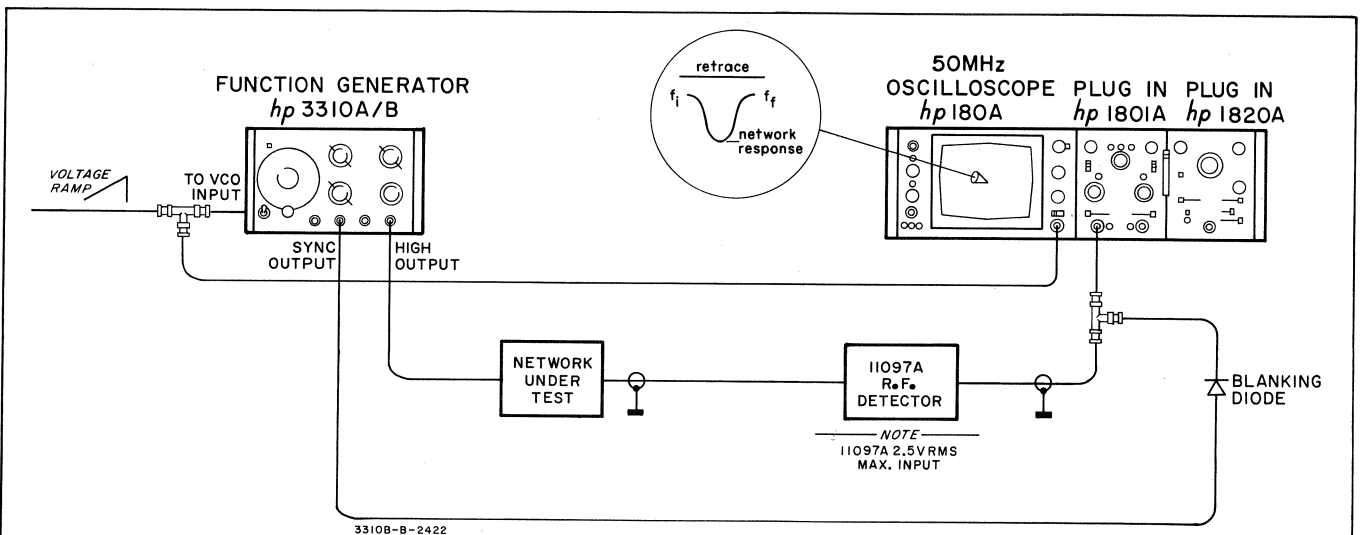 FUNCTION GENERATOR
hp 3310A/B
VOLTAGE
RAMP
TO VCO
INPUT
SYNC
OUTPUT
HIGH
OUTPUT
retrace
fi
ff
network
response
50MHz
OSCILLOSCOPE
hp 180A
PLUG IN
hp 1801A
PLUG IN
hp 1820A
NETWORK
UNDER
TEST
11097A
R.F.
DETECTOR
NOTE
11097A 2.5V RMS
MAX. INPUT
BLANKING
DIODE
3310B-B-2422